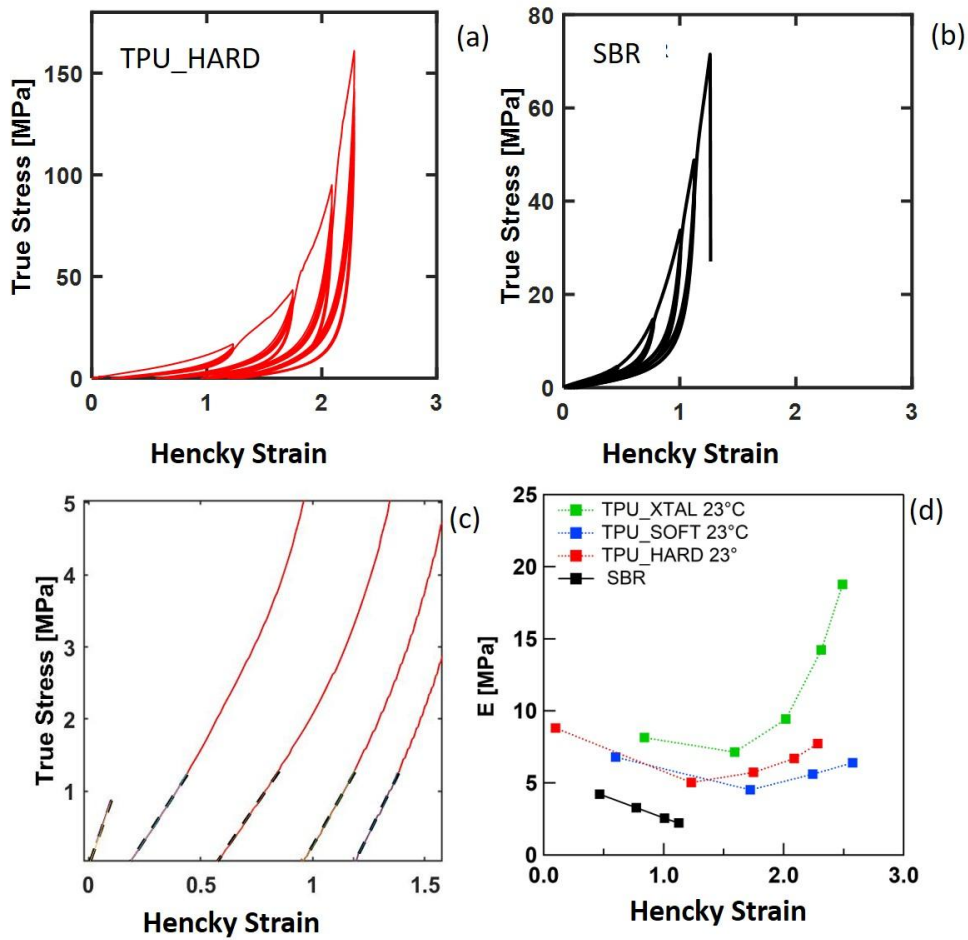 (a)
TPU_HARD
True Stress [MPa]
150
100
50
0
0 1 2 3
Hencky Strain
(b)
SBR
True Stress [MPa]
80
60
40
20
0
0 1 2 3
Hencky Strain
(c)
True Stress [MPa]
5
4
3
2
1
0 0.5 1 1.5
Hencky Strain
(d)
TPU_XTAL 23°C
TPU_SOFT 23°C
TPU_HARD 23°
SBR
E [MPa]
25
20
15
10
5
0
0.0 1.0 2.0 3.0
Hencky Strain